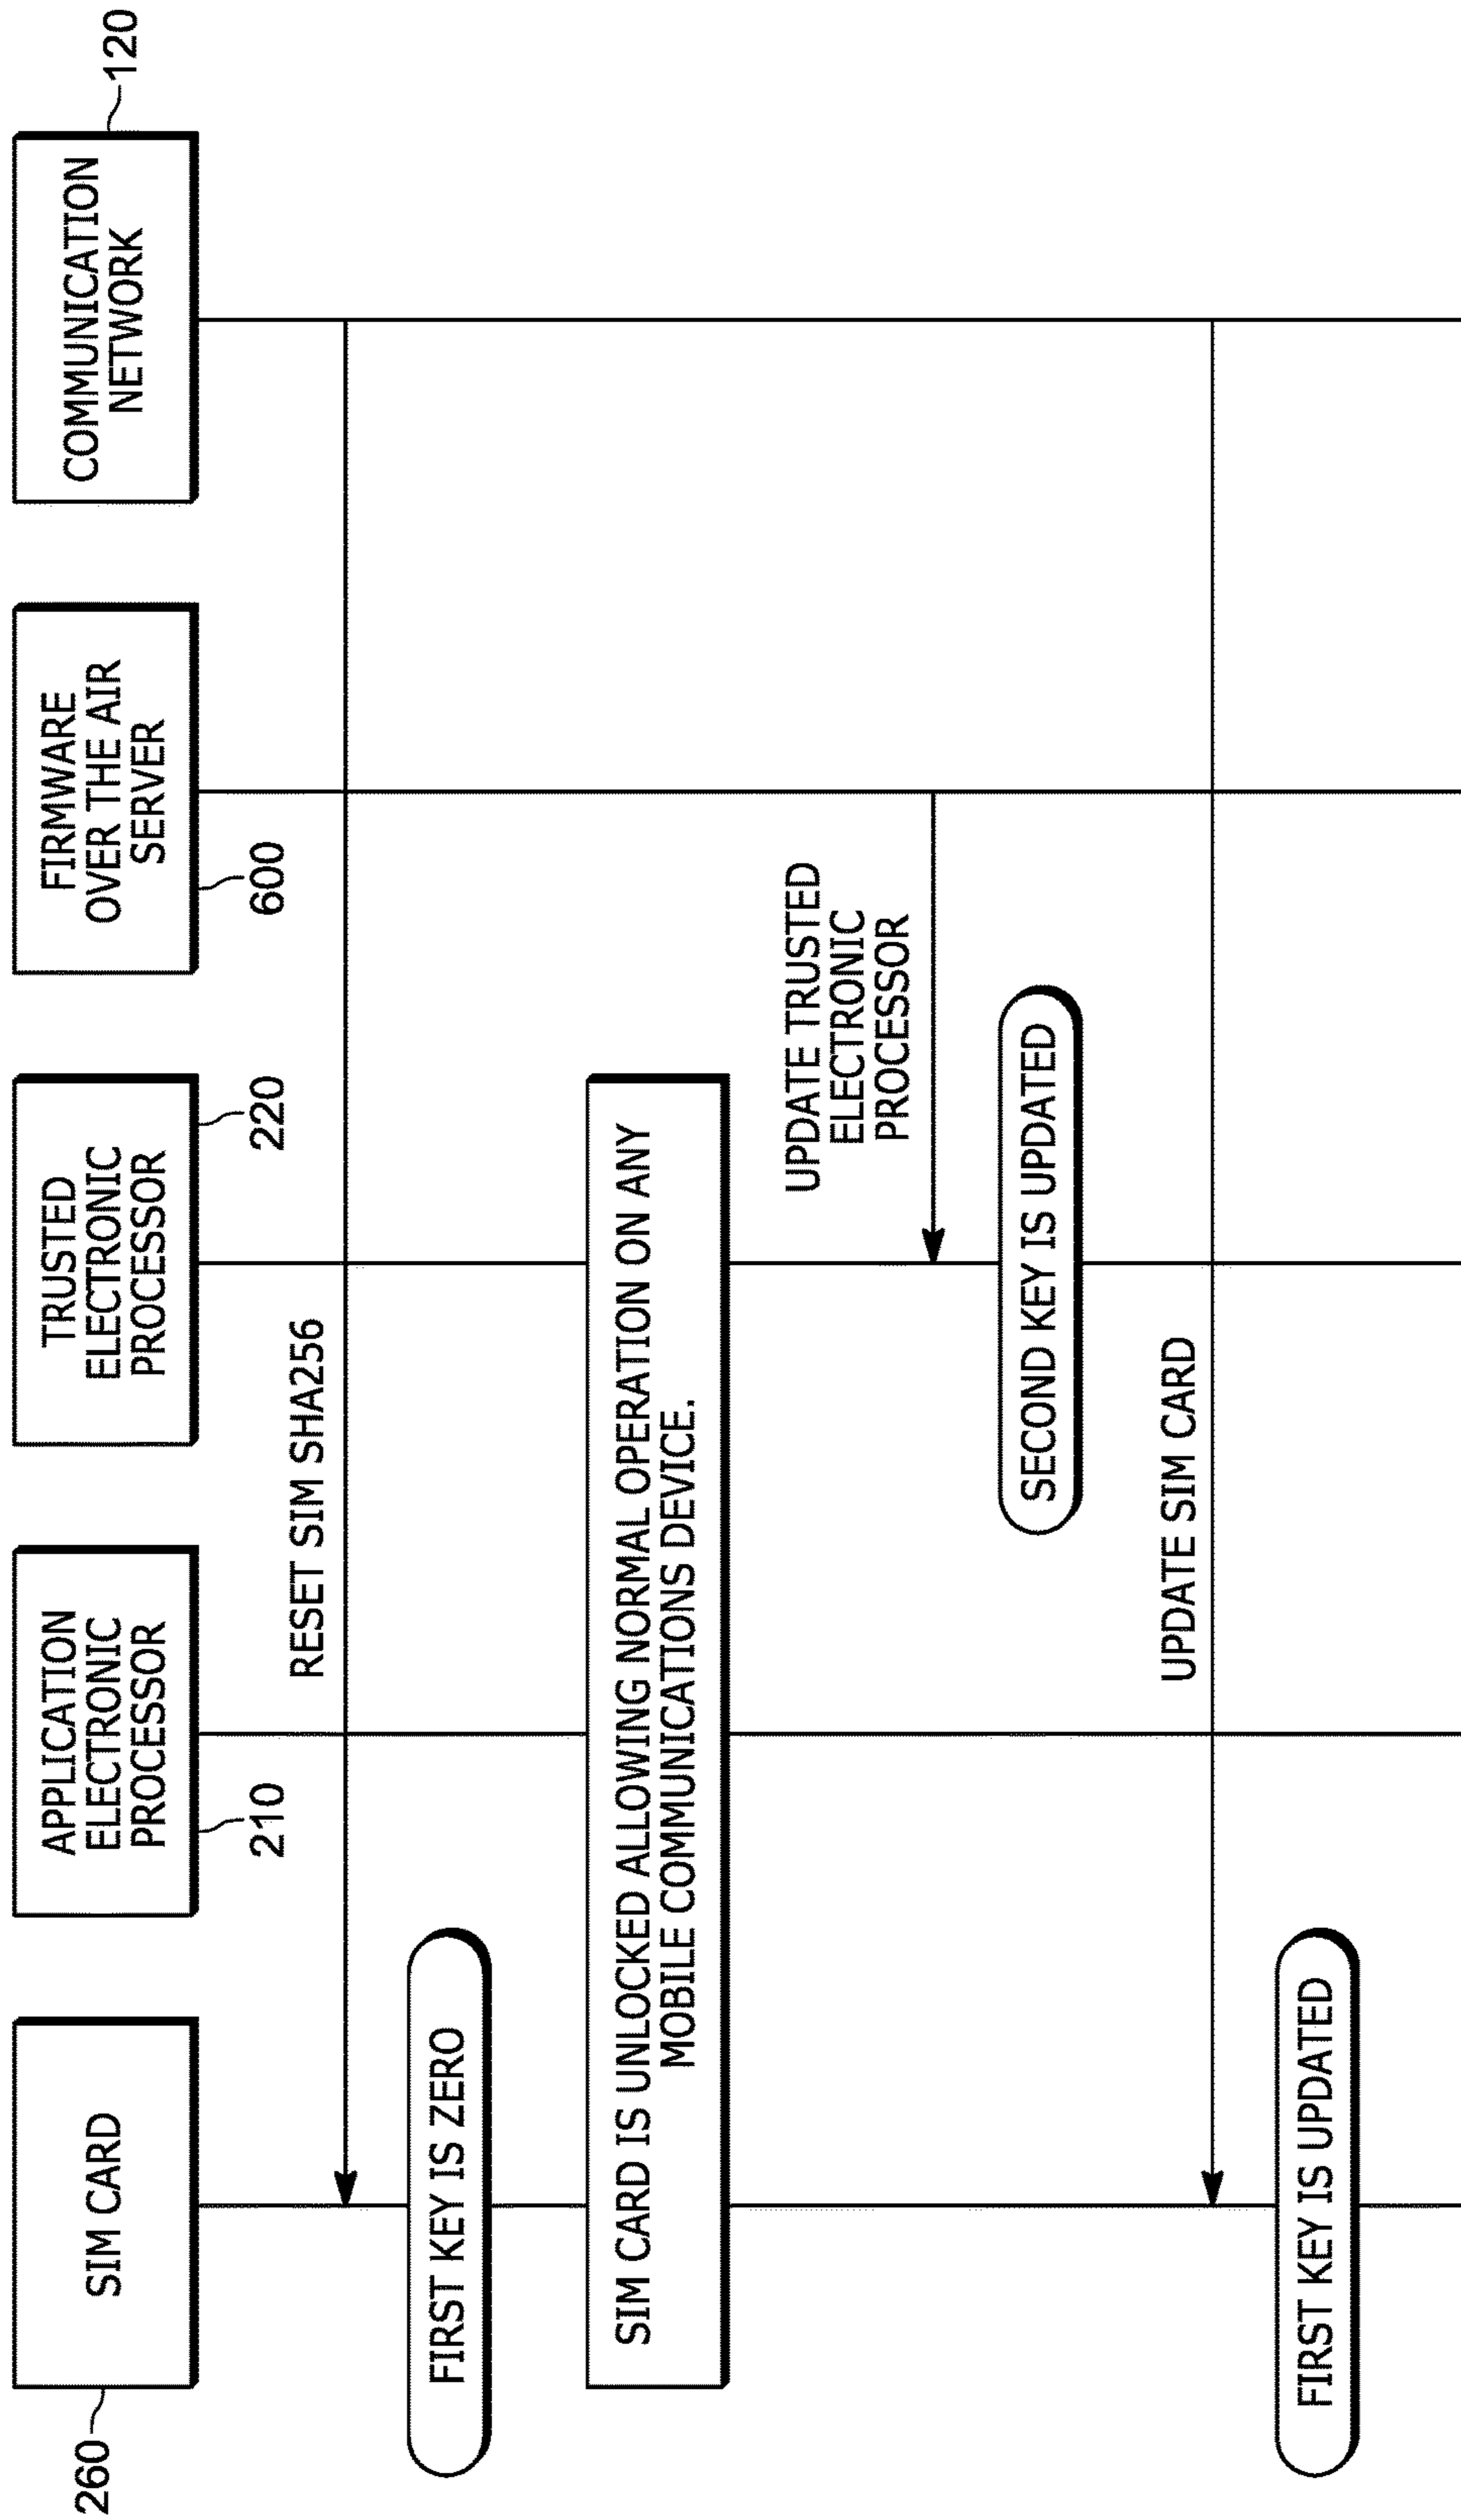 SIM CARD
260
APPLICATION
ELECTRONIC
PROCESSOR
210
TRUSTED
ELECTRONIC
PROCESSOR
220
FIRMWARE
OVER THE AIR
SERVER
600
COMMUNICATION
NETWORK
120
RESET SIM SHA256
FIRST KEY IS ZERO
SIM CARD IS UNLOCKED ALLOWING NORMAL OPERATION ON ANY
MOBILE COMMUNICATIONS DEVICE.
UPDATE TRUSTED
ELECTRONIC
PROCESSOR
SECOND KEY IS UPDATED
UPDATE SIM CARD
FIRST KEY IS UPDATED